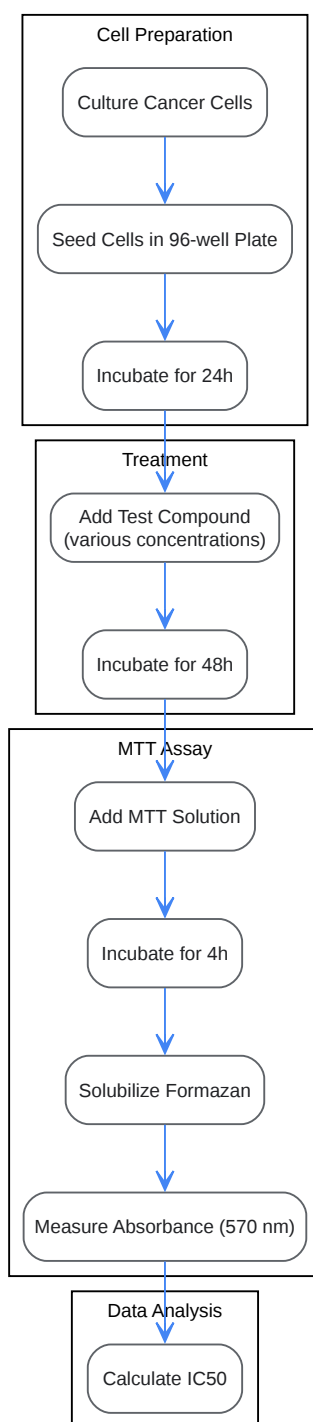 Cell Preparation
Culture Cancer Cells
Seed Cells in 96-well Plate
Incubate for 24h
Treatment
Add Test Compound
(various concentrations)
Incubate for 48h
MTT Assay
Add MTT Solution
Incubate for 4h
Solubilize Formazan
Measure Absorbance (570 nm)
Data Analysis
Calculate IC50